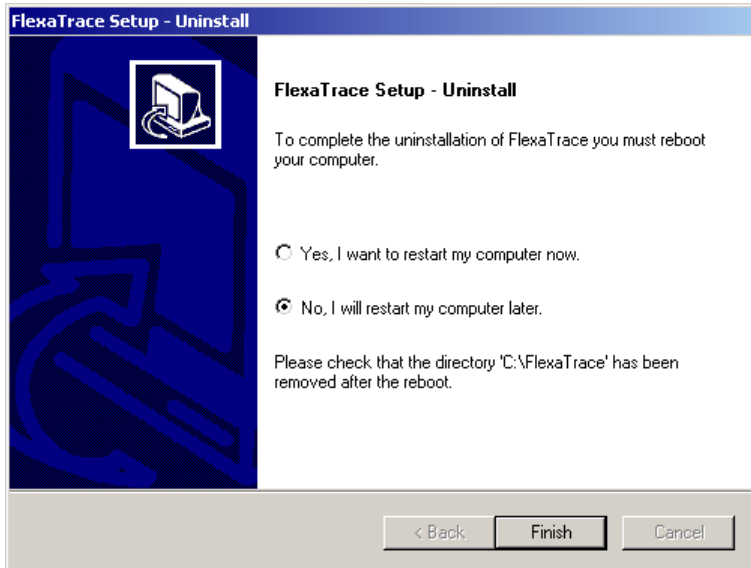 FlexaTrace Setup - Uninstall
FlexaTrace Setup - Uninstall
To complete the uninstallation of FlexaTrace you must reboot
your computer.
Yes, I want to restart my computer now.
No, I will restart my computer later.
Please check that the directory 'C:\FlexaTrace' has been
removed after the reboot.
< Back Finish Cancel